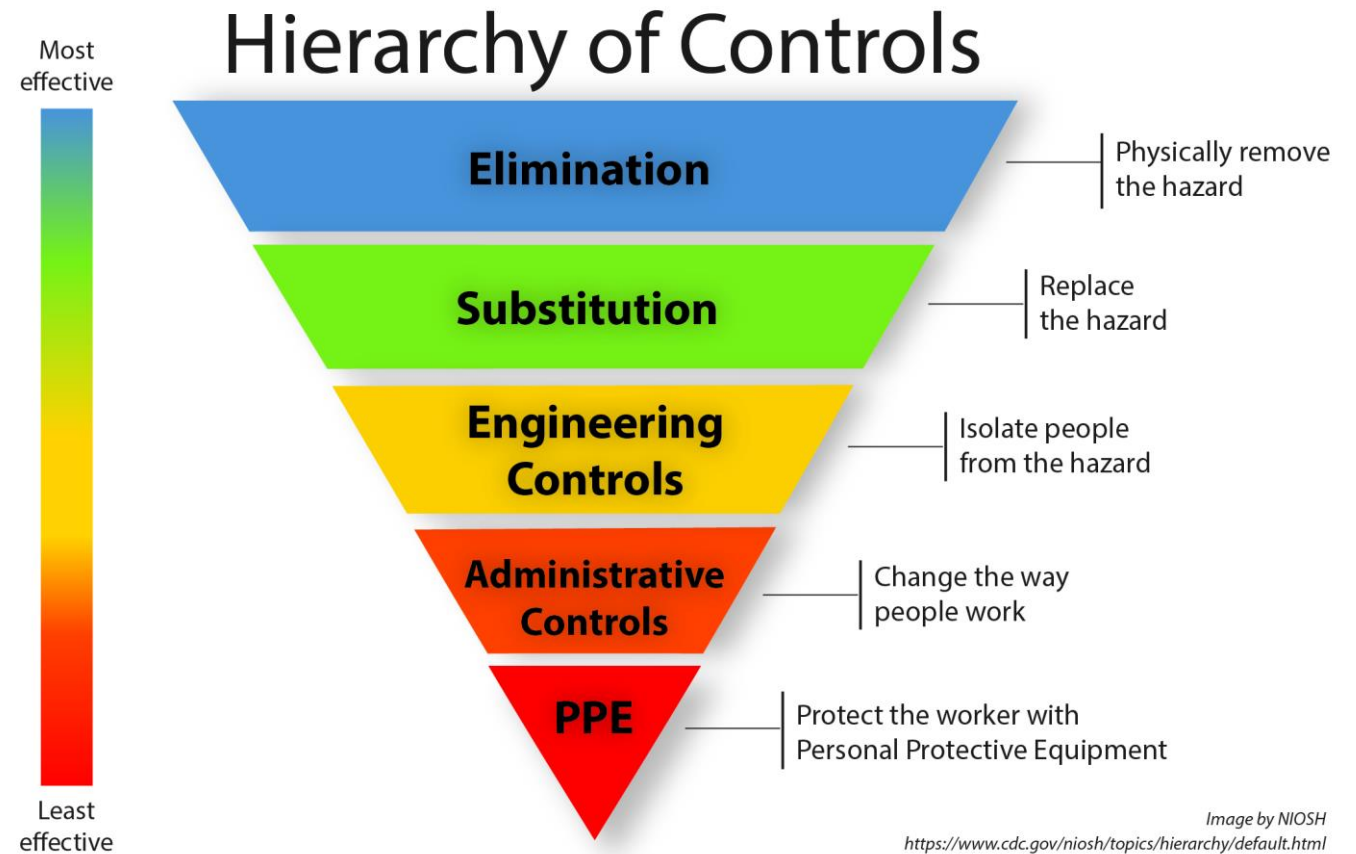 Hierarchy of Controls
Most
effective
Elimination
Physically remove
the hazard
Substitution
Replace
the hazard
Engineering
Controls
Isolate people
from the hazard
Administrative
Controls
Change the way
people work
PPE
Protect the worker with
Personal Protective Equipment
Least
effective
Image by NIOSH
https://www.cdc.gov/niosh/topics/hierarchy/default.html